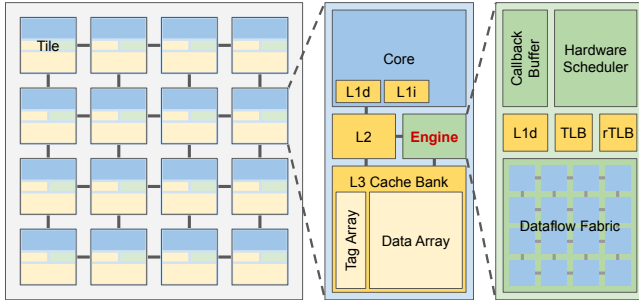 Tile
Core
L1d
L1i
L2
Engine
L3 Cache Bank
Tag Array
Data Array
Callback
Buffer
Hardware
Scheduler
L1d
TLB
rTLB
Dataflow Fabric